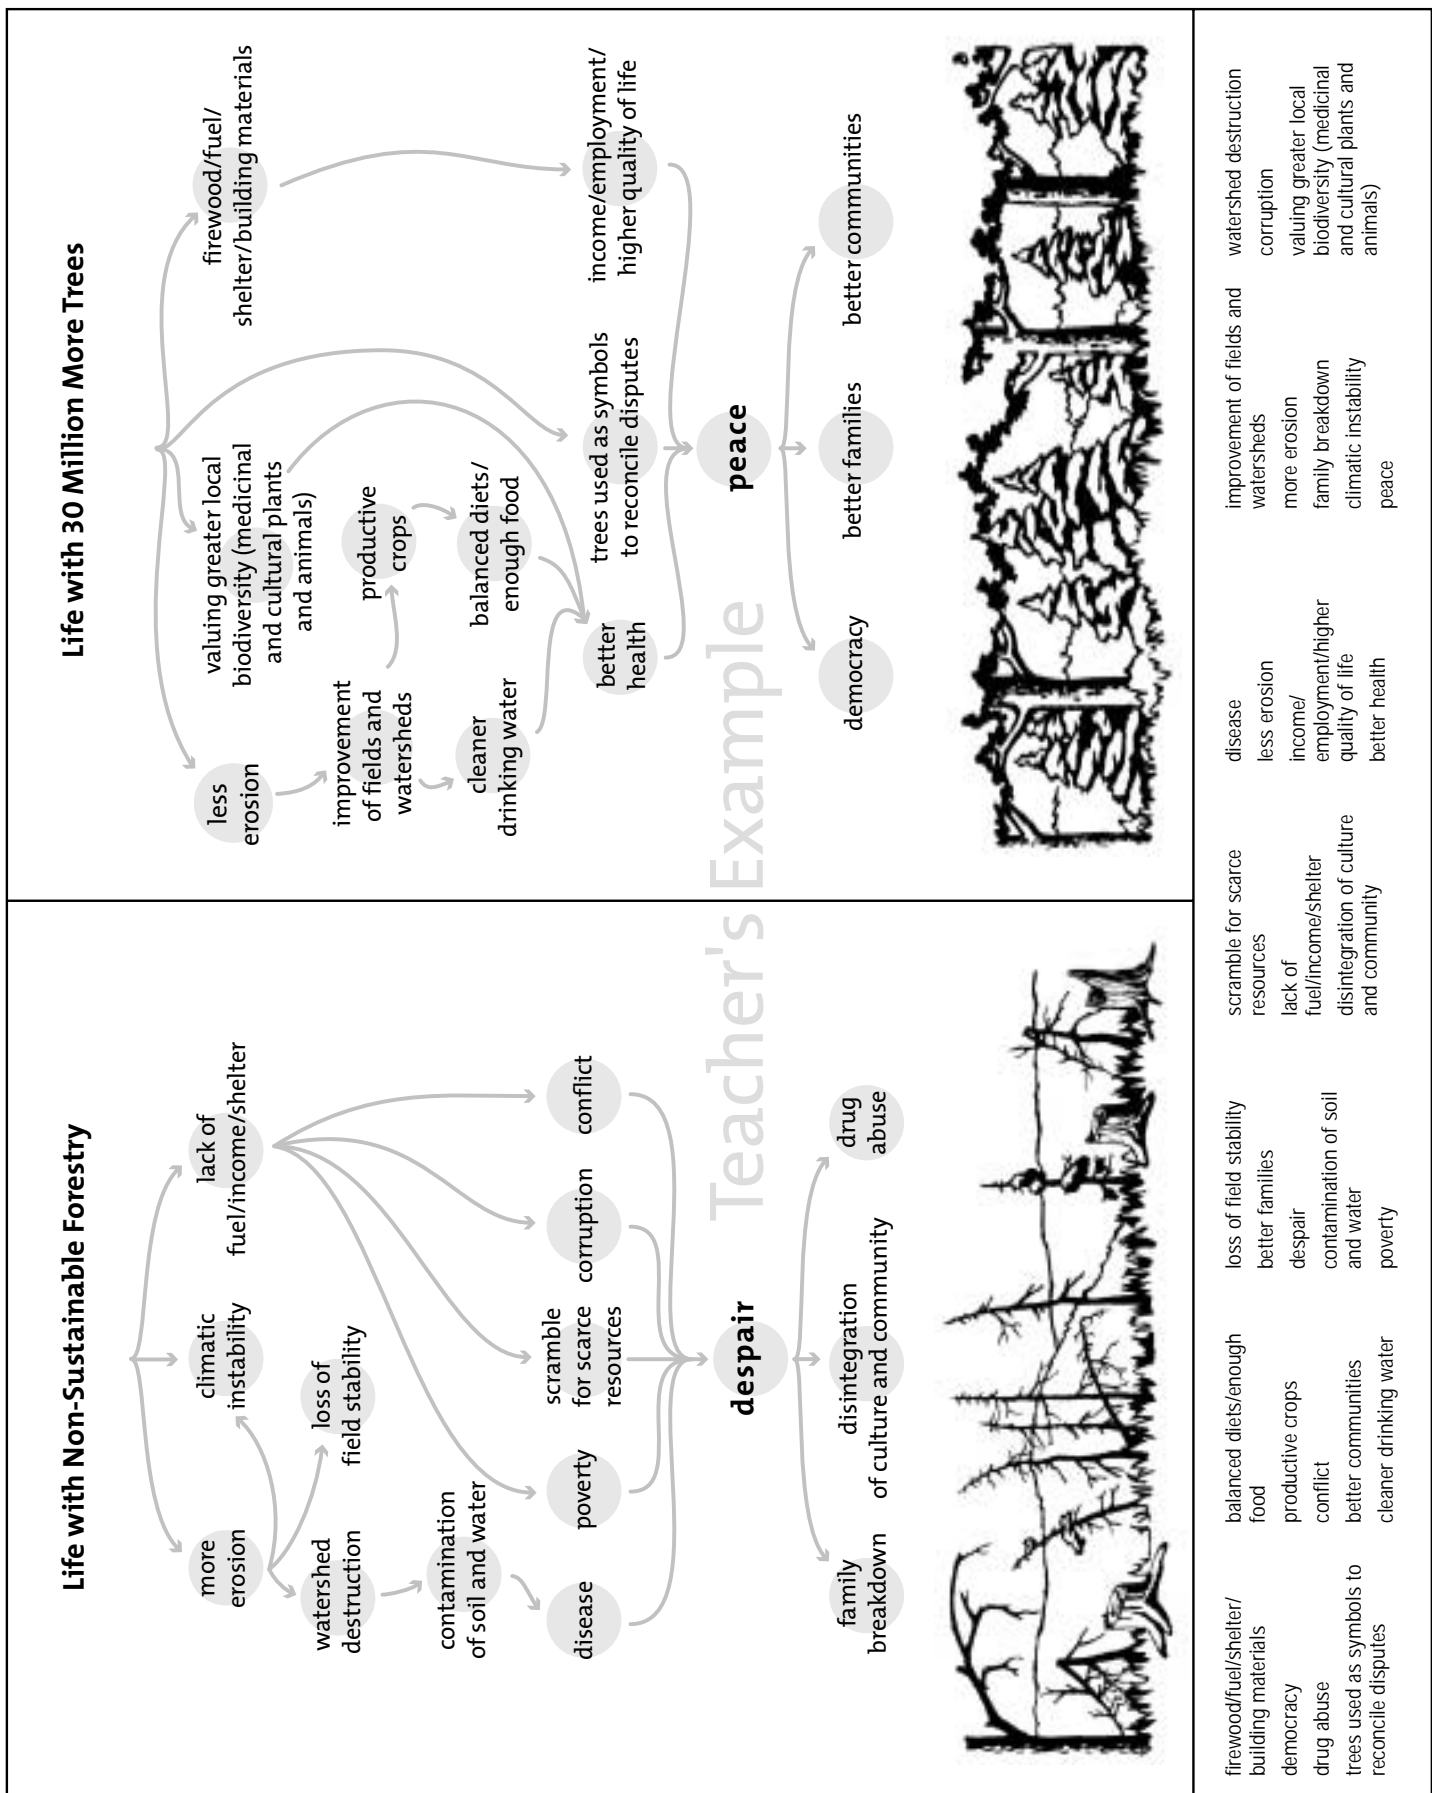 Life with Non-Sustainable Forestry
more
erosion
climatic
instability
lack of
fuel/income/shelter
watershed
destruction
loss of
field stability
contamination
of soil and water
disease
poverty
scramble
for scarce
resources
corruption
conflict
despair
family
breakdown
disintegration
of culture and community
drug
abuse
Life with 30 Million More Trees
less
erosion
valuing greater local
biodiversity (medicinal
and cultural plants
and animals)
firewood/fuel/
shelter/building materials
improvement
of fields and
watersheds
productive
crops
cleaner
drinking water
balanced diets/
enough food
better
health
trees used as symbols
to reconcile disputes
income/employment/
higher quality of life
peace
democracy
better families
better communities
Teacher's Example
firewood/fuel/shelter/
building materials
democracy
drug abuse
trees used as symbols to
reconcile disputes
balanced diets/enough
food
productive crops
conflict
better communities
cleaner drinking water
loss of field stability
better families
despair
contamination of soil
and water
poverty
scramble for scarce
resources
lack of
fuel/income/shelter
disintegration of culture
and community
disease
less erosion
income/
employment/higher
quality of life
better health
improvement of fields and
watersheds
more erosion
family breakdown
climatic instability
peace
watershed destruction
corruption
valuing greater local
biodiversity (medicinal
and cultural plants and
animals)